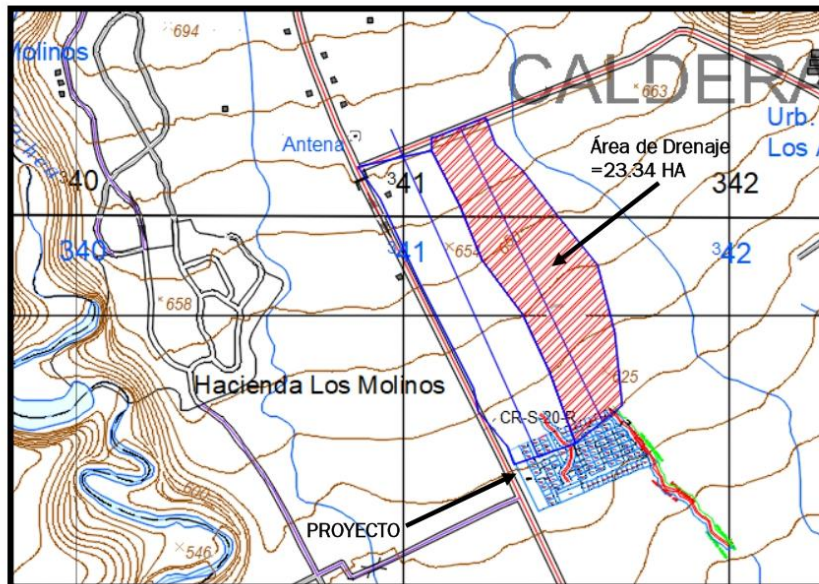 694
Molinos
CALDERA
663
Urb.
Los A
Antena
Área de Drenaje
=23.34 HA
³40
³41
342
340
³41
³42
654
658
625
Hacienda Los Molinos
CR-S-20-R
600
PROYECTO
546